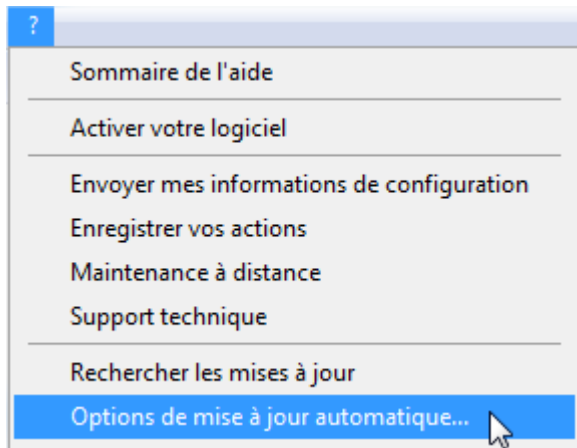 ?
Sommaire de l'aide
Activer votre logiciel
Envoyer mes informations de configuration
Enregistrer vos actions
Maintenance à distance
Support technique
Rechercher les mises à jour
Options de mise à jour automatique...